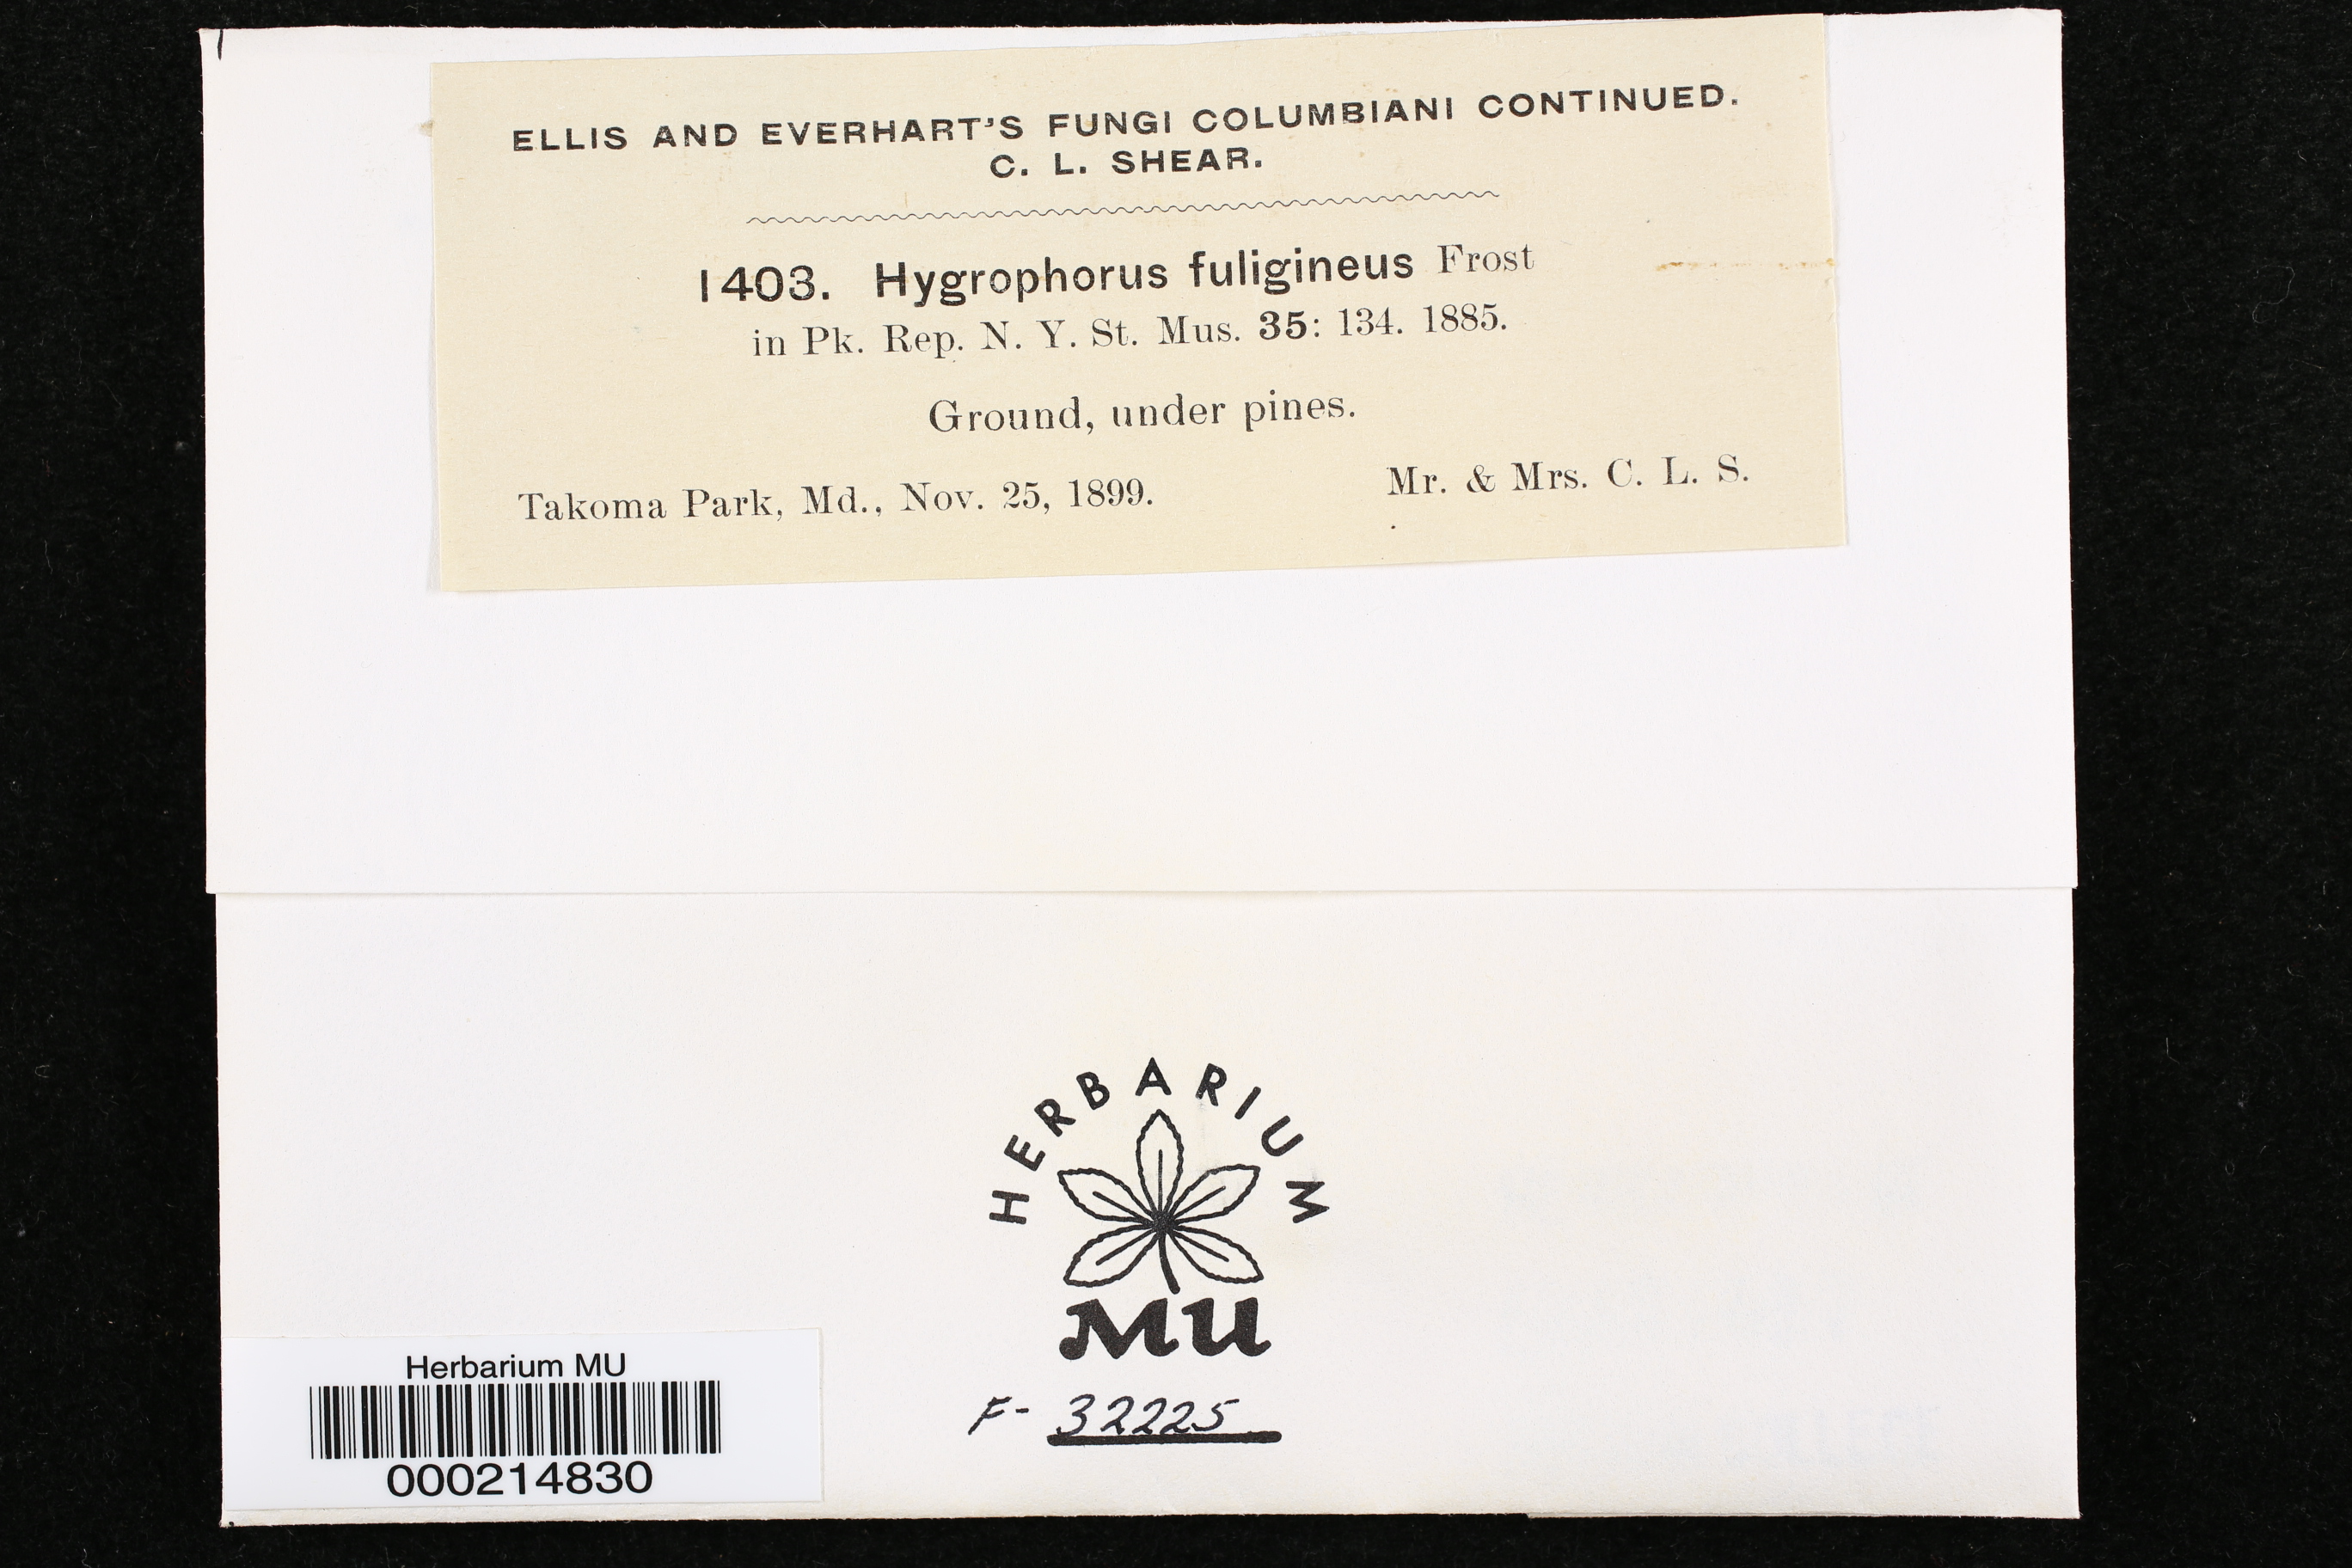 ELLIS AND EVERHART'S FUNGI COLUMBIANI CONTINUED.
C. L. SHEAR.
1403. Hygrophorus fuligineus Frost
in Pk. Rep. N. Y. St. Mus. 35: 134. 1885.
Ground, under pines.
Takoma Park, Md., Nov. 25, 1899. Mr. & Mrs. C. L. S.
HERBARIUM
MU
F- 32225
Herbarium MU
000214830